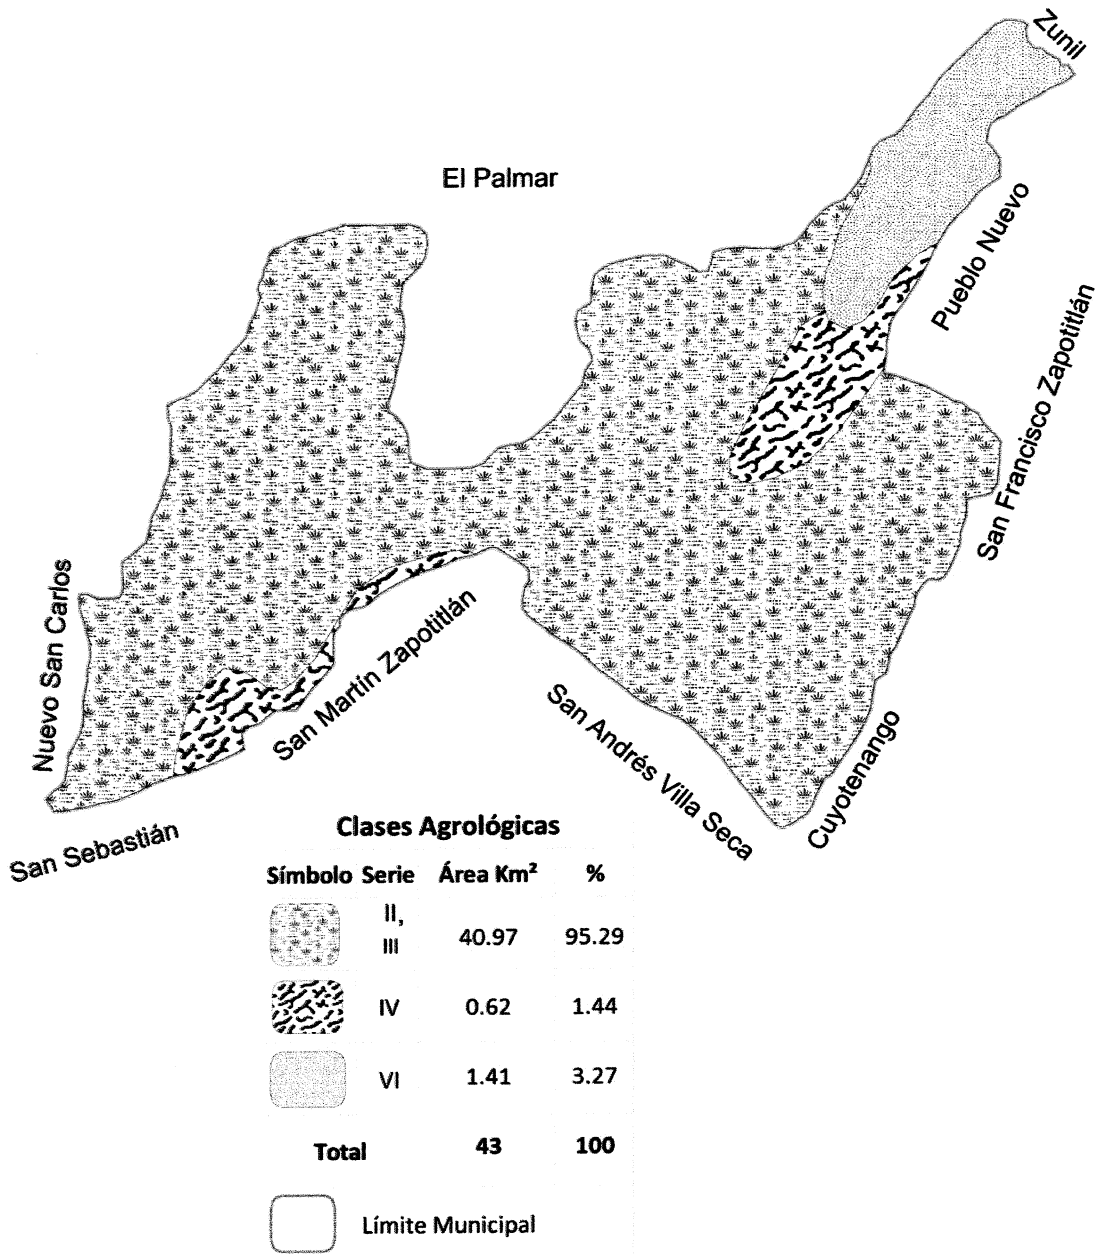 Zunil
El Palmar
Pueblo Nuevo
San Francisco Zapotitlán
Nuevo San Carlos
San Martín Zapotitlán
San Andrés Villa Seca
Cuyotenango
San Sebastián
Clases Agrológicas
Símbolo Serie Área Km² %
II,
III 40.97 95.29
IV 0.62 1.44
VI 1.41 3.27
Total 43 100
Límite Municipal